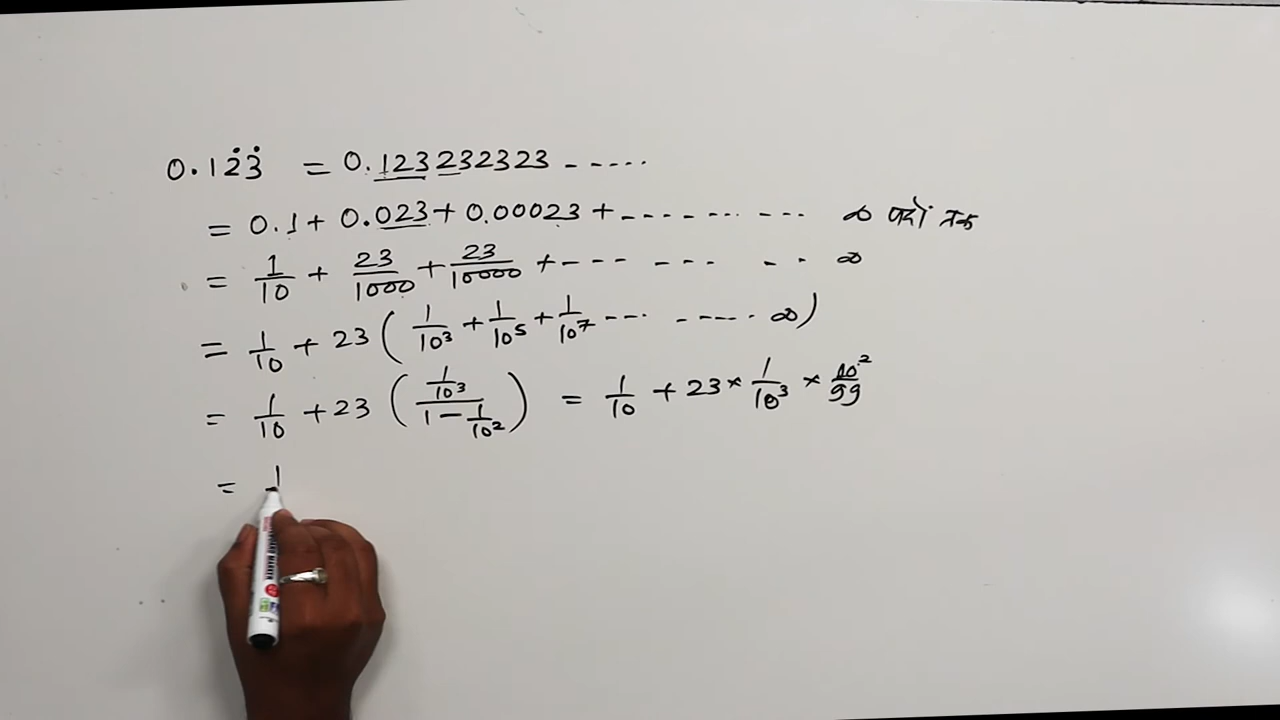 0.12̇3̇ = 0.123232323 - - - - -
= 0.1 + 0.023 + 0.00023 + - - - - - - - - - - ∞ पदों तक
= 1/10 + 23/1000 + 23/10000 + - - - - - - - - ∞
= 1/10 + 23 ( 1/10³ + 1/10⁵ + 1/10⁷ - - - - - - - - ∞ )
= 1/10 + 23 ( (1/10³) / (1 - 1/10²) ) = 1/10 + 23 × 1/10³ × 10²/99
= 1